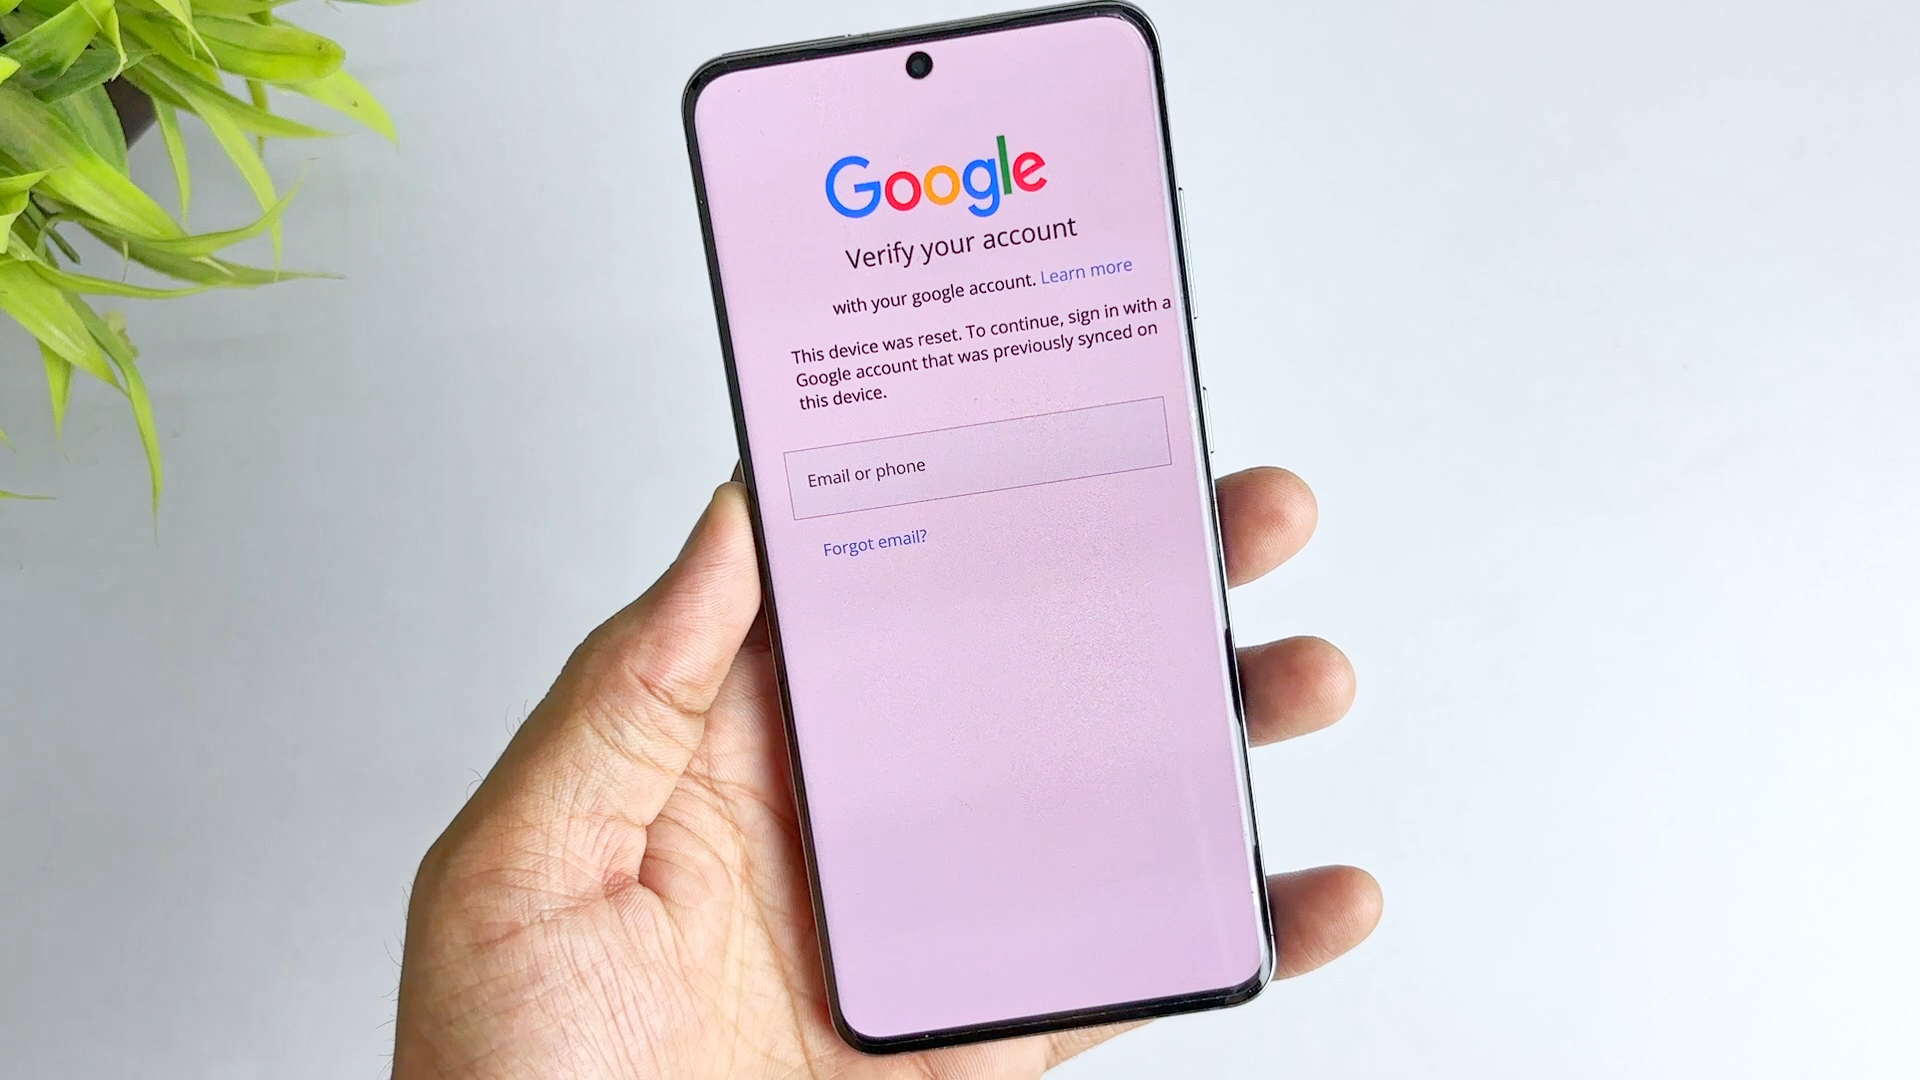 Google
Verify your account
with your google account. Learn more
This device was reset. To continue, sign in with a
Google account that was previously synced on
this device.
Email or phone
Forgot email?